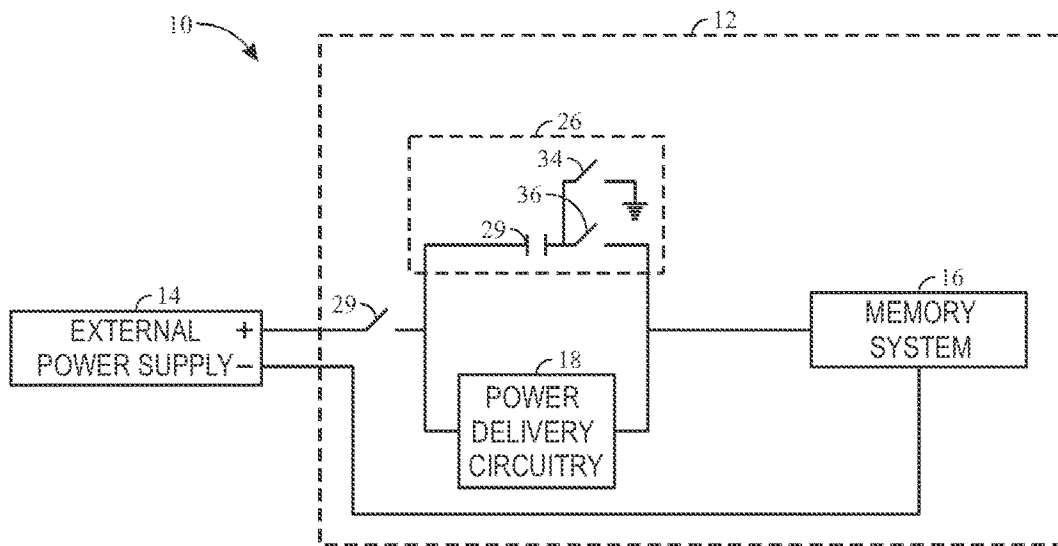 10
12
26
34
36
29
14
29
16
EXTERNAL
POWER SUPPLY
+
−
MEMORY
SYSTEM
18
POWER
DELIVERY
CIRCUITRY